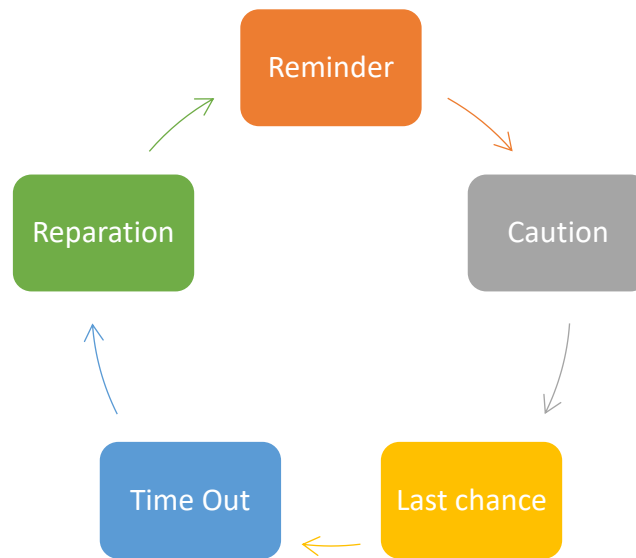 Reminder
Caution
Last chance
Time Out
Reparation